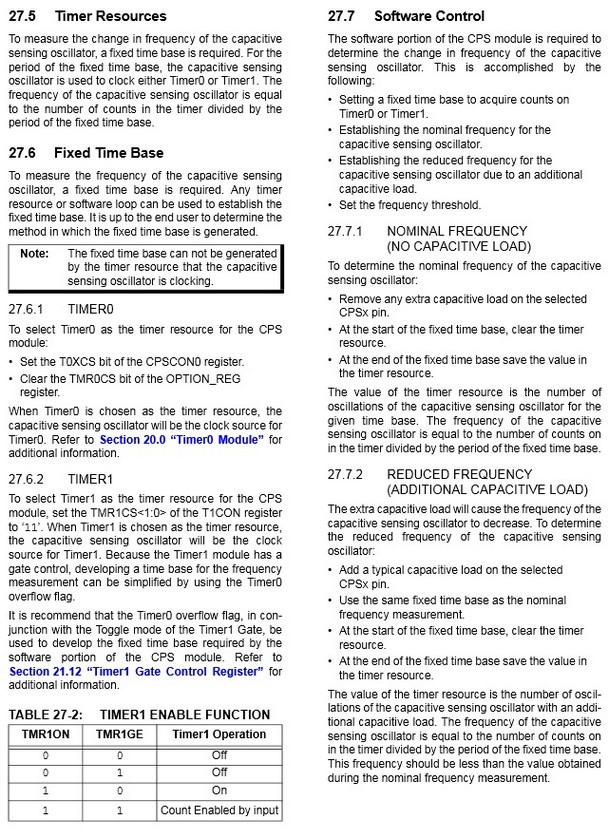 27.5 Timer Resources
To measure the change in frequency of the capacitive
sensing oscillator, a fixed time base is required. For the
period of the fixed time base, the capacitive sensing
oscillator is used to clock either Timer0 or Timer1. The
frequency of the capacitive sensing oscillator is equal
to the number of counts in the timer divided by the
period of the fixed time base.
27.6 Fixed Time Base
To measure the frequency of the capacitive sensing
oscillator, a fixed time base is required. Any timer
resource or software loop can be used to establish the
fixed time base. It is up to the end user to determine the
method in which the fixed time base is generated.
Note: The fixed time base can not be generated
by the timer resource that the capacitive
sensing oscillator is clocking.
27.6.1 TIMER0
To select Timer0 as the timer resource for the CPS
module:
• Set the T0XCS bit of the CPSCON0 register.
• Clear the TMR0CS bit of the OPTION_REG
register.
When Timer0 is chosen as the timer resource, the
capacitive sensing oscillator will be the clock source for
Timer0. Refer to Section 20.0 “Timer0 Module” for
additional information.
27.6.2 TIMER1
To select Timer1 as the timer resource for the CPS
module, set the TMR1CS<1:0> of the T1CON register
to ‘11’. When Timer1 is chosen as the timer resource,
the capacitive sensing oscillator will be the clock
source for Timer1. Because the Timer1 module has a
gate control, developing a time base for the frequency
measurement can be simplified by using the Timer0
overflow flag.
It is recommend that the Timer0 overflow flag, in con-
junction with the Toggle mode of the Timer1 Gate, be
used to develop the fixed time base required by the
software portion of the CPS module. Refer to
Section 21.12 “Timer1 Gate Control Register” for
additional information.
TABLE 27-2: TIMER1 ENABLE FUNCTION
TMR1ON TMR1GE Timer1 Operation
0 0 Off
0 1 Off
1 0 On
1 1 Count Enabled by input
27.7 Software Control
The software portion of the CPS module is required to
determine the change in frequency of the capacitive
sensing oscillator. This is accomplished by the
following:
• Setting a fixed time base to acquire counts on
Timer0 or Timer1.
• Establishing the nominal frequency for the
capacitive sensing oscillator.
• Establishing the reduced frequency for the
capacitive sensing oscillator due to an additional
capacitive load.
• Set the frequency threshold.
27.7.1 NOMINAL FREQUENCY
(NO CAPACITIVE LOAD)
To determine the nominal frequency of the capacitive
sensing oscillator:
• Remove any extra capacitive load on the selected
CPSx pin.
• At the start of the fixed time base, clear the timer
resource.
• At the end of the fixed time base save the value in
the timer resource.
The value of the timer resource is the number of
oscillations of the capacitive sensing oscillator for the
given time base. The frequency of the capacitive
sensing oscillator is equal to the number of counts on
in the timer divided by the period of the fixed time base.
27.7.2 REDUCED FREQUENCY
(ADDITIONAL CAPACITIVE LOAD)
The extra capacitive load will cause the frequency of the
capacitive sensing oscillator to decrease. To determine
the reduced frequency of the capacitive sensing
oscillator:
• Add a typical capacitive load on the selected
CPSx pin.
• Use the same fixed time base as the nominal
frequency measurement.
• At the start of the fixed time base, clear the timer
resource.
• At the end of the fixed time base save the value in
the timer resource.
The value of the timer resource is the number of oscil-
lations of the capacitive sensing oscillator with an addi-
tional capacitive load. The frequency of the capacitive
sensing oscillator is equal to the number of counts on
in the timer divided by the period of the fixed time base.
This frequency should be less than the value obtained
during the nominal frequency measurement.